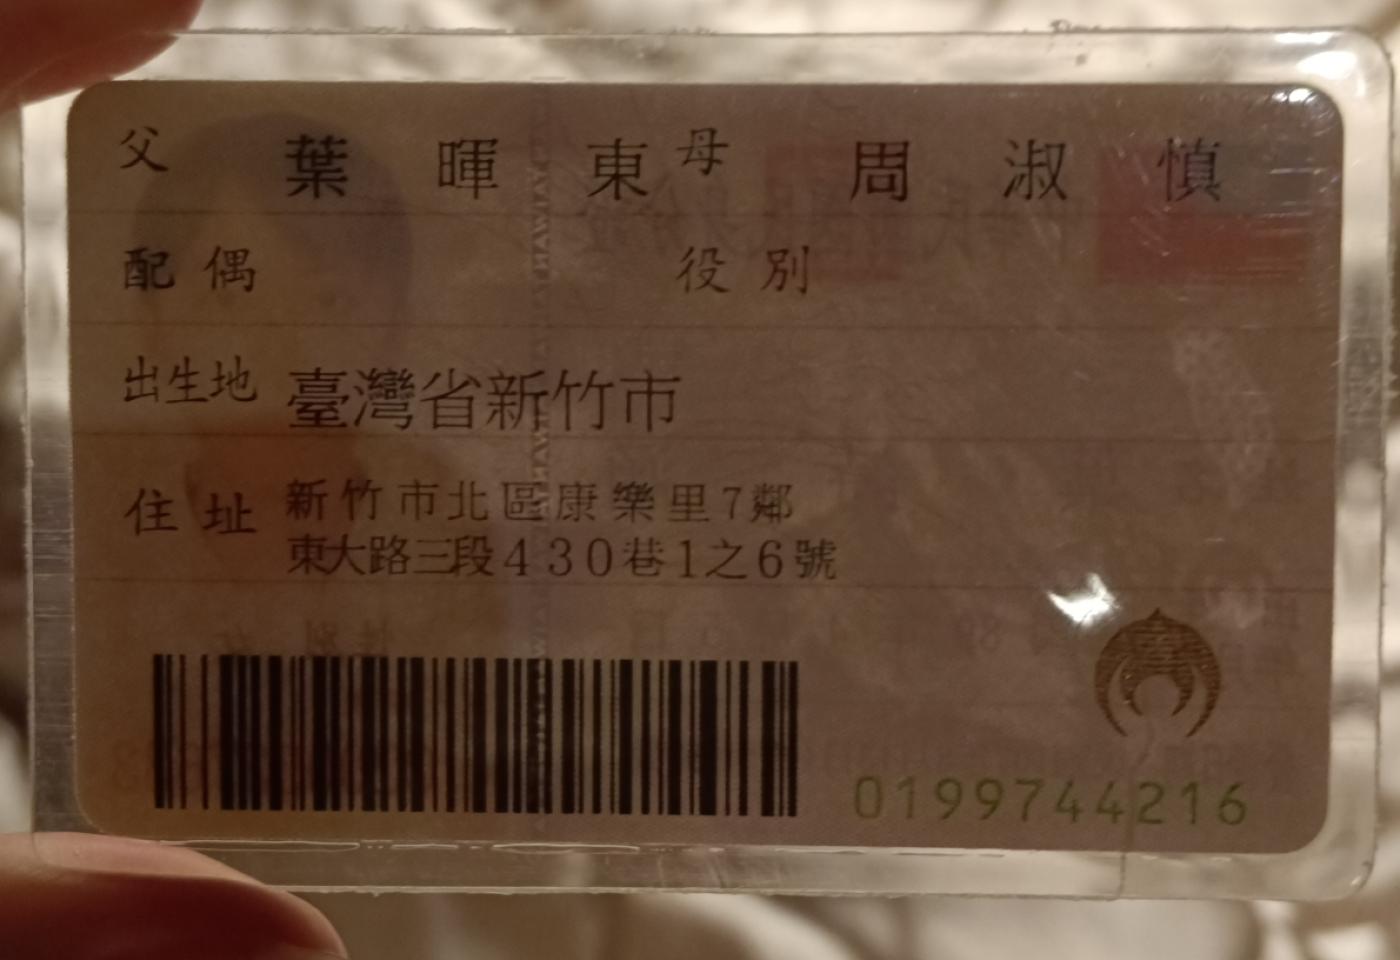 父 葉暉東 母 周淑慎
配偶 役別
出生地 臺灣省新竹市
住址 新竹市北區康樂里7鄰
東大路三段430巷1之6號
0199744216